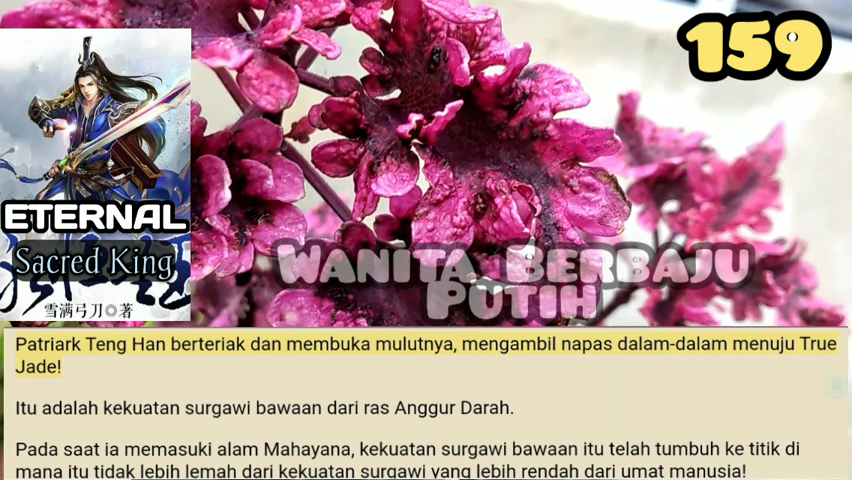 159
ETERNAL
Sacred King
雪满弓刀◎著
Wanita Berbaju
Putih
Patriark Teng Han berteriak dan membuka mulutnya, mengambil napas dalam-dalam menuju True
Jade!
Itu adalah kekuatan surgawi bawaan dari ras Anggur Darah.
Pada saat ia memasuki alam Mahayana, kekuatan surgawi bawaan itu telah tumbuh ke titik di
mana itu tidak lebih lemah dari kekuatan surgawi yang lebih rendah dari umat manusia!